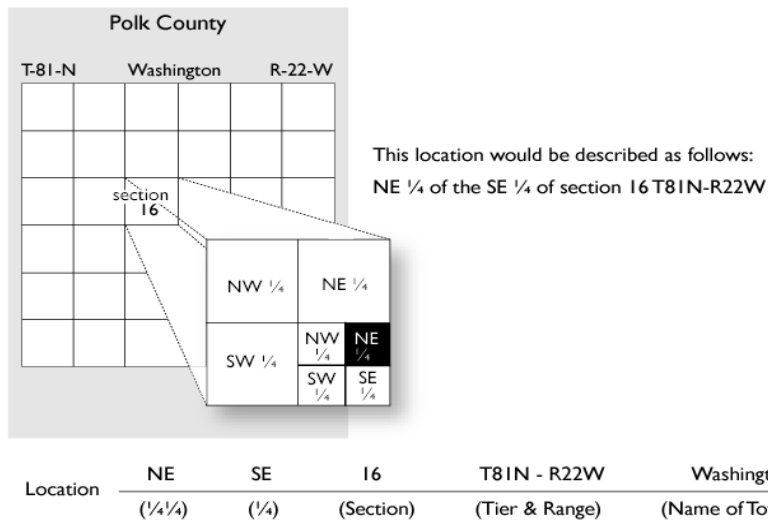 Polk County
T-81-N Washington R-22-W
section
16
This location would be described as follows:
NE ¼ of the SE ¼ of section 16 T81N-R22W
NW ¼ NE ¼
SW ¼
NW ¼ NE ¼
SW ¼ SE ¼
Location NE SE 16 T81N - R22W
(¼¼) (¼) (Section) (Tier & Range) (Name of